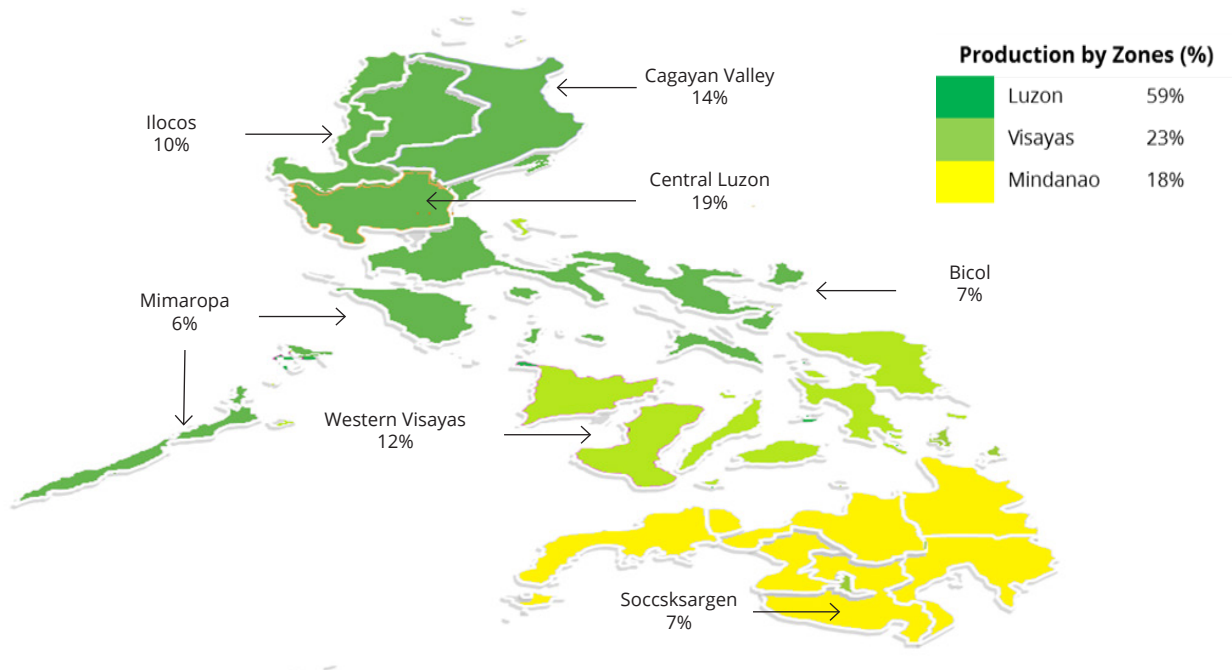 Production by Zones (%)
Luzon 59%
Visayas 23%
Mindanao 18%
Cagayan Valley
14%
Ilocos
10%
Central Luzon
19%
Bicol
7%
Mimaropa
6%
Western Visayas
12%
Soccsksargen
7%